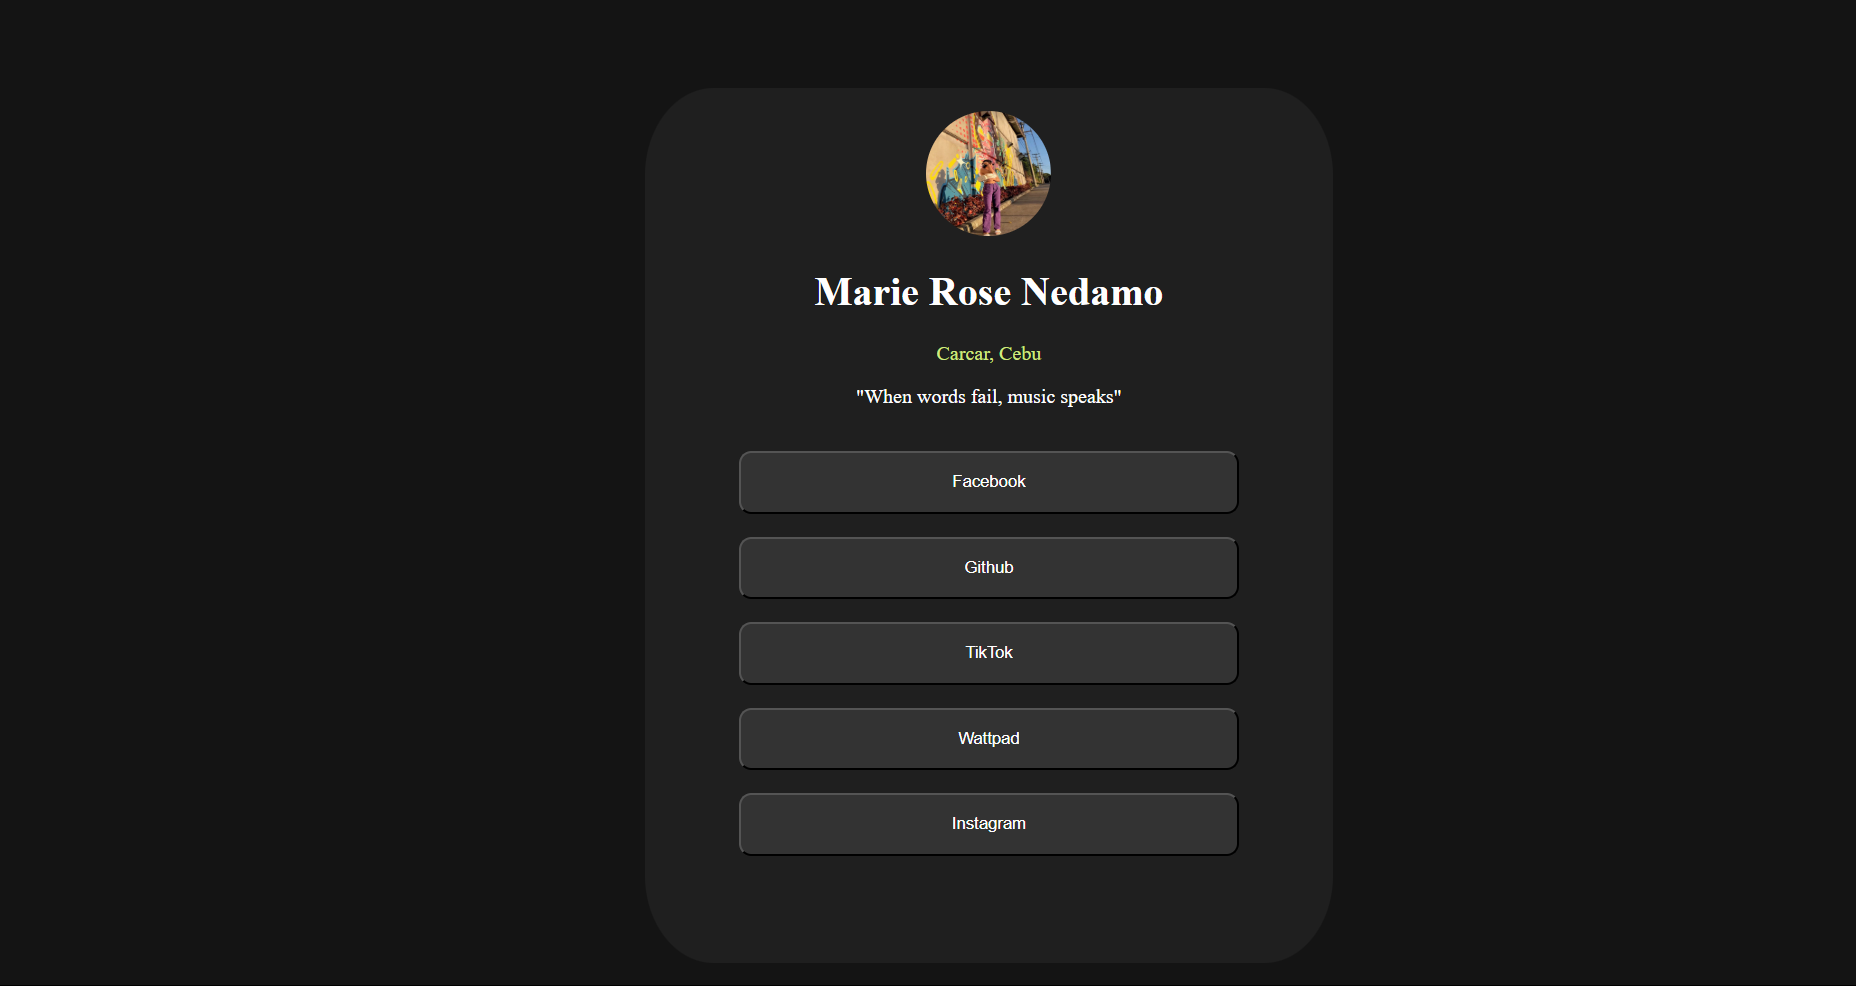 Marie Rose Nedamo
Carcar, Cebu
"When words fail, music speaks"
Facebook
Github
TikTok
Wattpad
Instagram